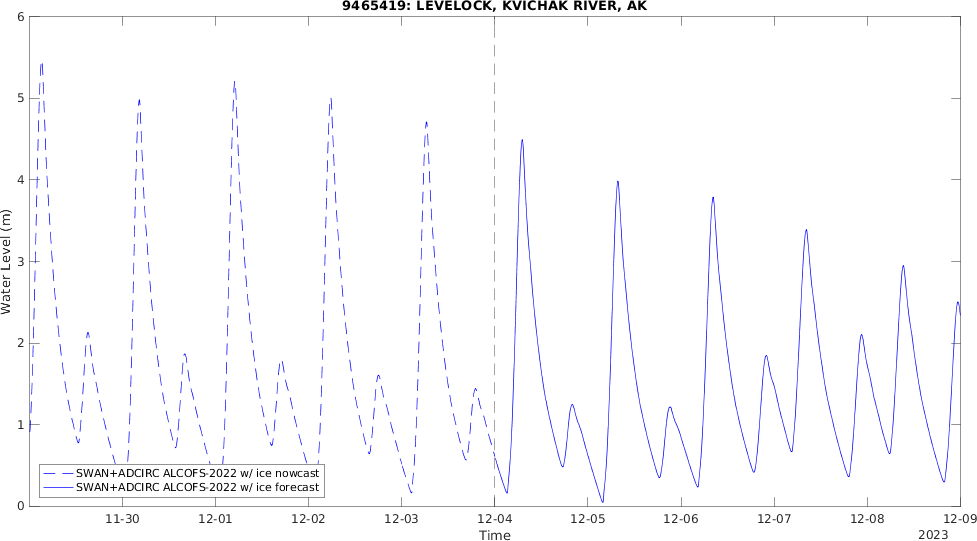 9465419: LEVELOCK, KVICHAK RIVER, AK
6
5
4
3
2
1
0
Water Level (m)
SWAN+ADCIRC ALCOFS-2022 w/ ice nowcast
SWAN+ADCIRC ALCOFS-2022 w/ ice forecast
11-30 12-01 12-02 12-03 12-04 12-05 12-06 12-07 12-08 12-09
Time
2023